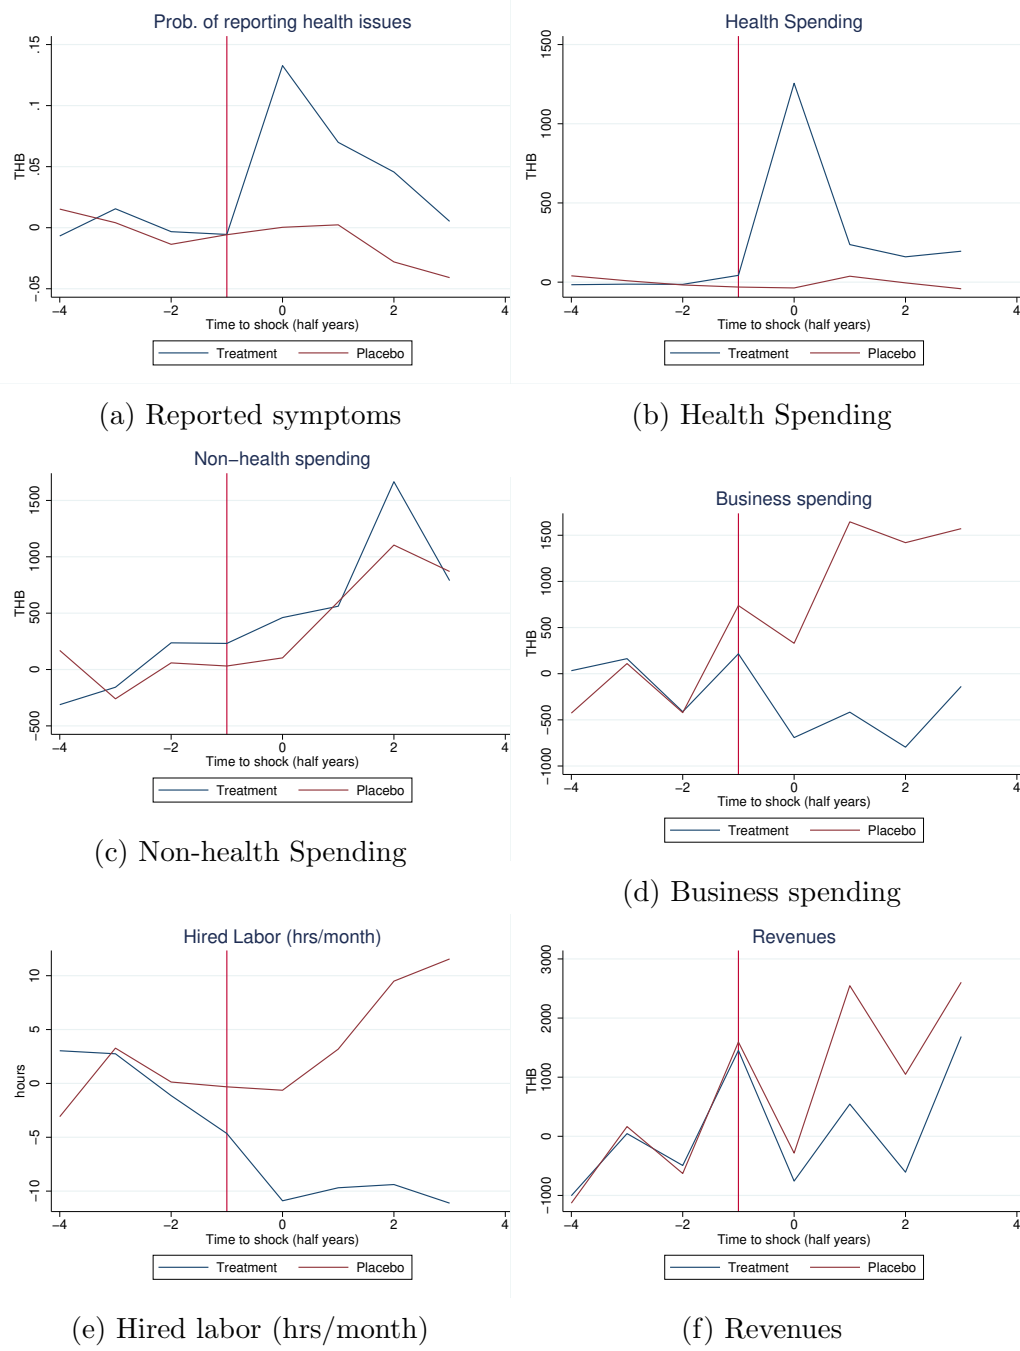 Prob. of reporting health issues
THB
.15
.1
.05
0
−.05
−4
−2
0
2
4
Time to shock (half years)
Treatment
Placebo
(a) Reported symptoms
Health Spending
THB
1500
1000
500
0
−4
−2
0
2
4
Time to shock (half years)
Treatment
Placebo
(b) Health Spending
Non−health spending
THB
1500
1000
500
0
−500
−4
−2
0
2
4
Time to shock (half years)
Treatment
Placebo
(c) Non-health Spending
Business spending
THB
1500
1000
500
0
−500
−1000
−4
−2
0
2
4
Time to shock (half years)
Treatment
Placebo
(d) Business spending
Hired Labor (hrs/month)
hours
10
5
0
−5
−10
−4
−2
0
2
4
Time to shock (half years)
Treatment
Placebo
(e) Hired labor (hrs/month)
Revenues
THB
3000
2000
1000
0
−1000
−4
−2
0
2
4
Time to shock (half years)
Treatment
Placebo
(f) Revenues